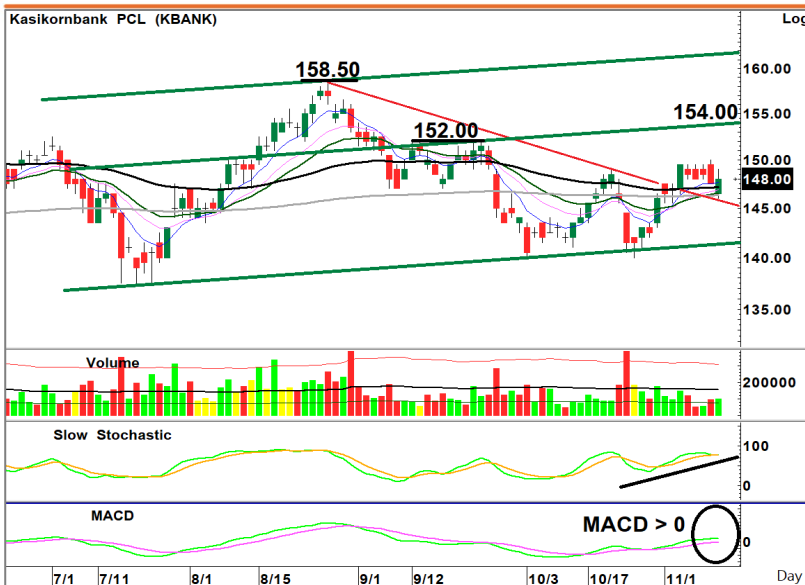 Kasikornbank PCL (KBANK)
Log
160.00
158.50
155.00
154.00
152.00
150.00
148.00
145.00
140.00
135.00
Volume
200000
Slow Stochastic
100
0
MACD
MACD > 0
0
7/1 7/11 8/1 8/15 9/1 9/12 10/3 10/17 11/1 Day